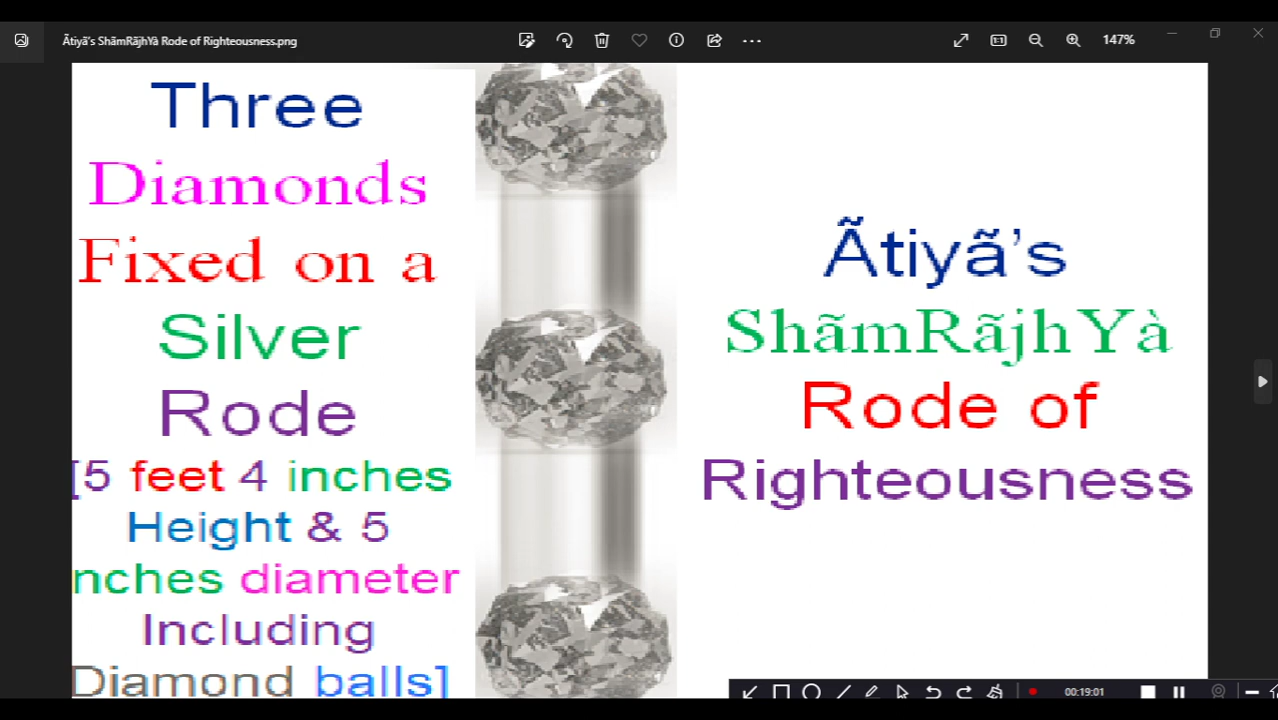 Ãtiyã's ShãmRãjhYà Rode of Righteousness.png
147%
Three
Diamonds
Fixed on a
Silver
Rode
[5 feet 4 inches
Height & 5
nches diameter
Including
Diamond balls]
Ãtiyã’s
ShãmRãjhYà
Rode of
Righteousness
00:19:01